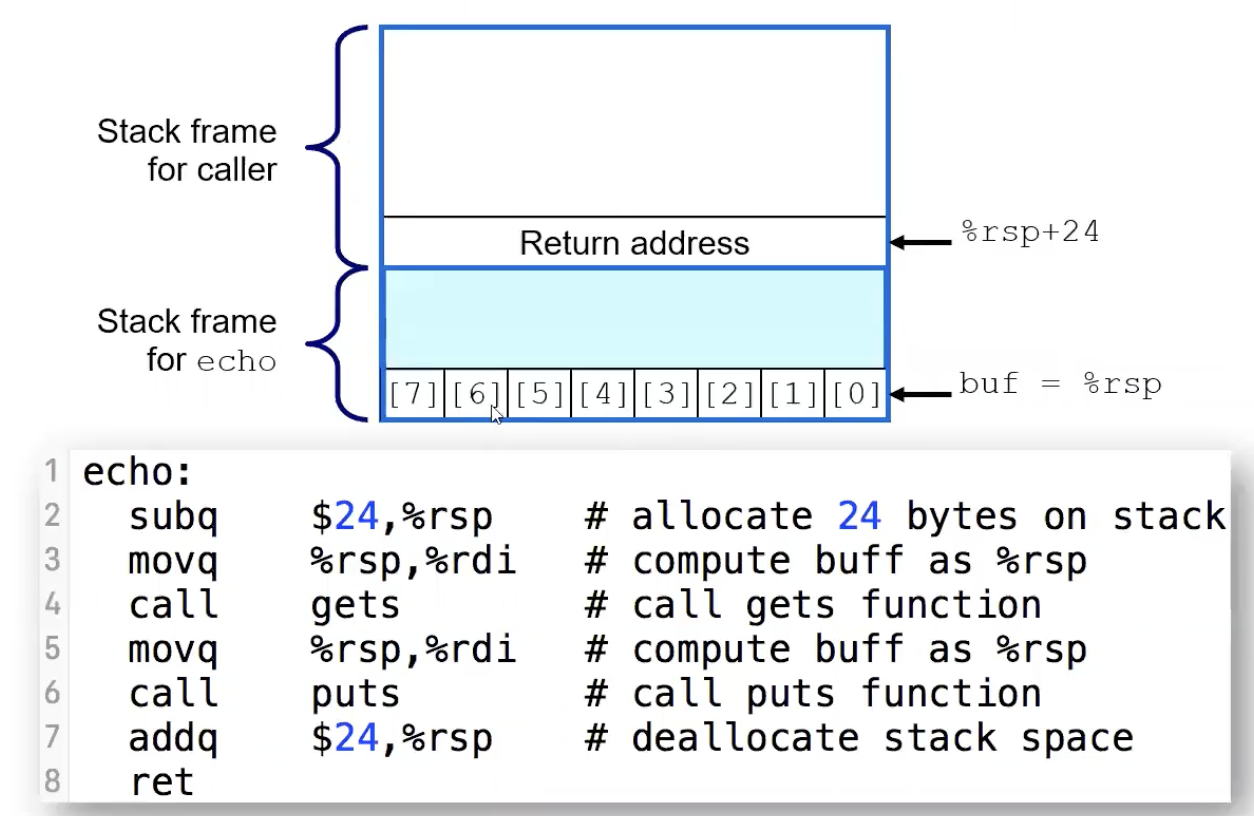 Stack frame
for caller
Return address
%rsp+24
Stack frame
for echo
[7] [6] [5] [4] [3] [2] [1] [0]
buf = %rsp
1 echo:
2 subq $24,%rsp # allocate 24 bytes on stack
3 movq %rsp,%rdi # compute buff as %rsp
4 call gets # call gets function
5 movq %rsp,%rdi # compute buff as %rsp
6 call puts # call puts function
7 addq $24,%rsp # deallocate stack space
8 ret